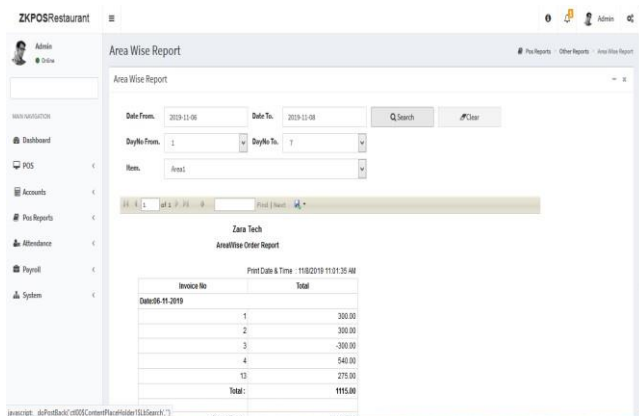 ZKPOSRestaurant
Admin
Admin
Online
MAIN NAVIGATION
Dashboard
POS
Accounts
Pos Reports
Attendance
Payroll
System
Area Wise Report
Pos Reports Other Reports Area Wise Report
Area Wise Report
Date From. 2019-11-06 Date To. 2019-11-08 Search Clear
DayNo From. 1 DayNo To. 7
Item. Area1
1 of 1 Find | Next
Zara Tech
AreaWise Order Report
Print Date & Time : 11/8/2019 11:01:35 AM
Invoice No Total
Date:06-11-2019
1 300.00
2 300.00
3 -300.00
4 540.00
13 275.00
Total : 1115.00
javascript:__doPostBack('ctl00$ContentPlaceHolder1$LbSearch','')